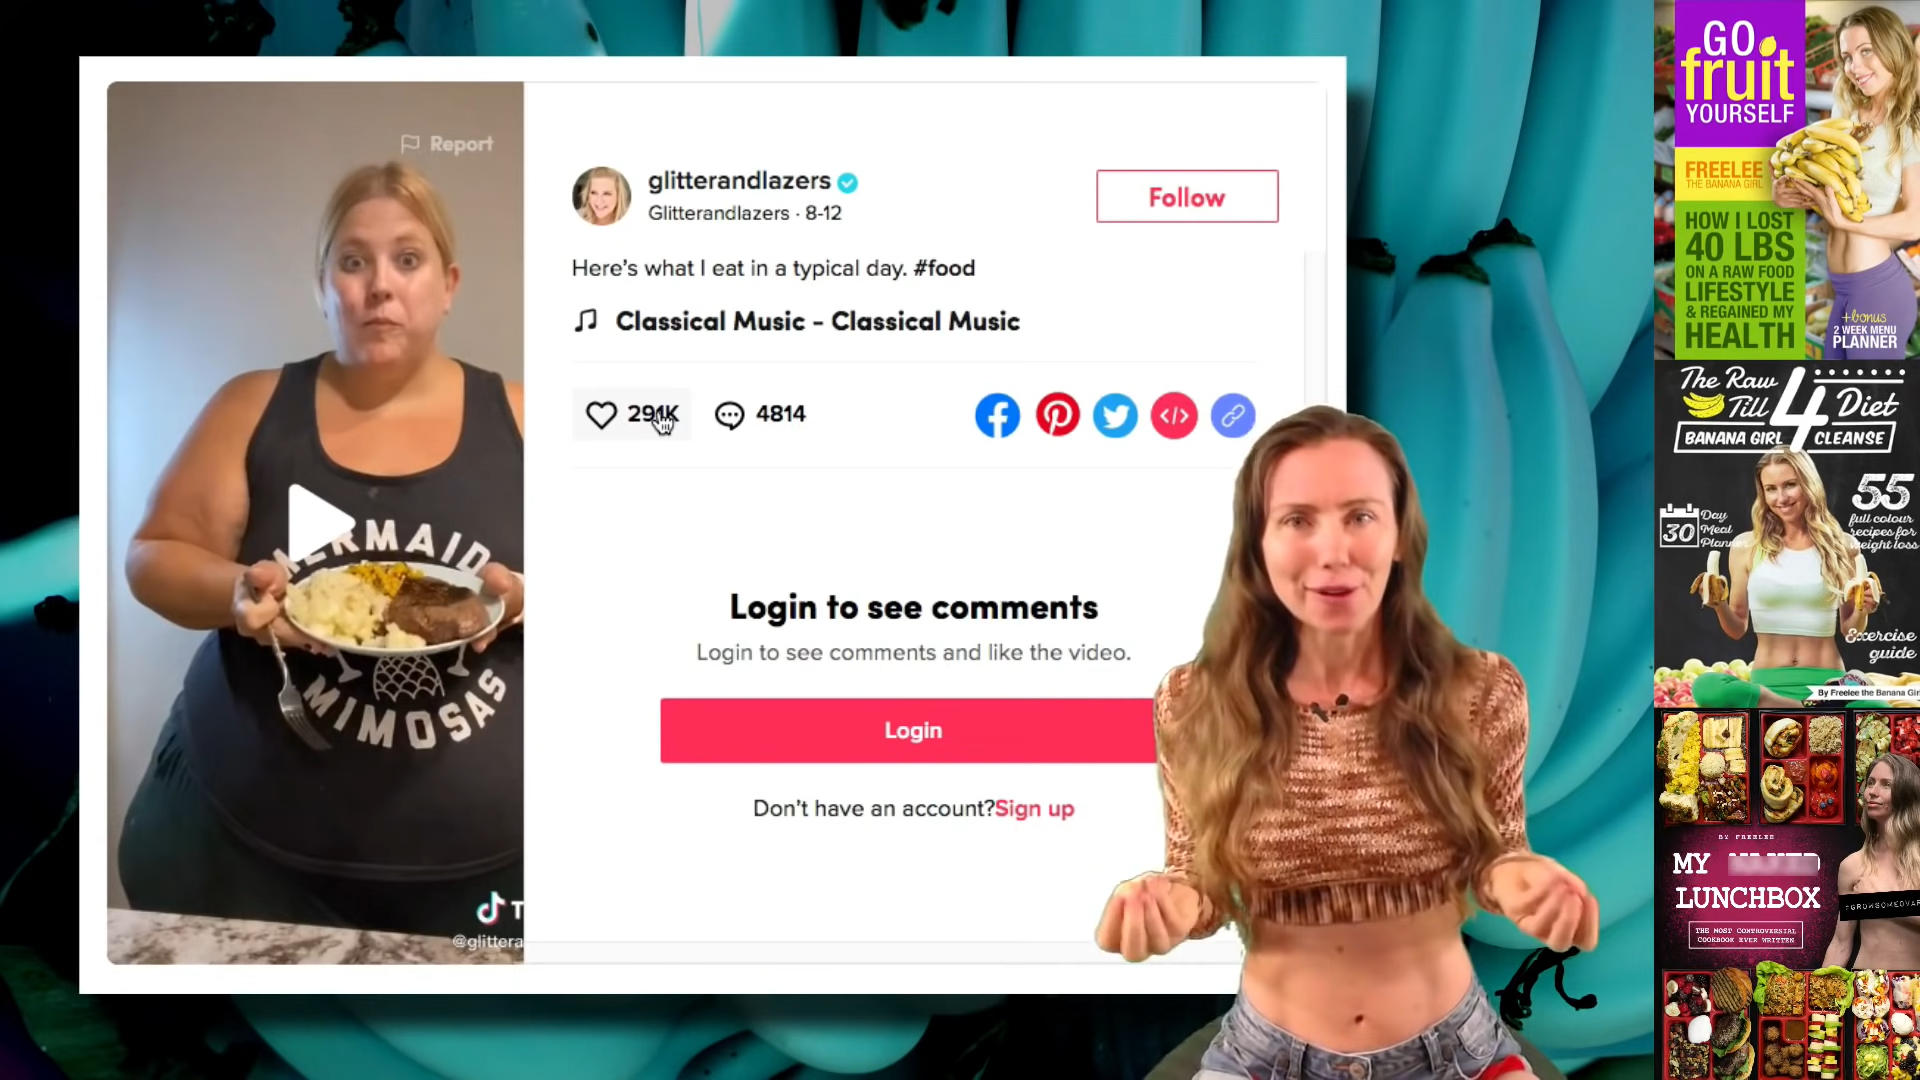 Report
glitterandlazers
Glitterandlazers · 8-12
Follow
Here's what I eat in a typical day. #food
Classical Music - Classical Music
291K
4814
Login to see comments
Login to see comments and like the video.
Login
Don't have an account?Sign up
MERMAID
MIMOSAS
@glittera
GO
fruit
YOURSELF
FREELEE
THE BANANA GIRL
HOW I LOST
40 LBS
ON A RAW FOOD
LIFESTYLE
& REGAINED MY
HEALTH
+bonus
2 WEEK MENU
PLANNER
The Raw
Till 4 Diet
BANANA GIRL CLEANSE
30 Day
Meal
Planner
55
full colour
recipes for
weight loss
Exercise
guide
By Freelee the Banana Gir
BY FREELEE
MY
LUNCHBOX
#GROWSOMEOVAR
THE MOST CONTROVERSIAL
COOKBOOK EVER WRITTEN